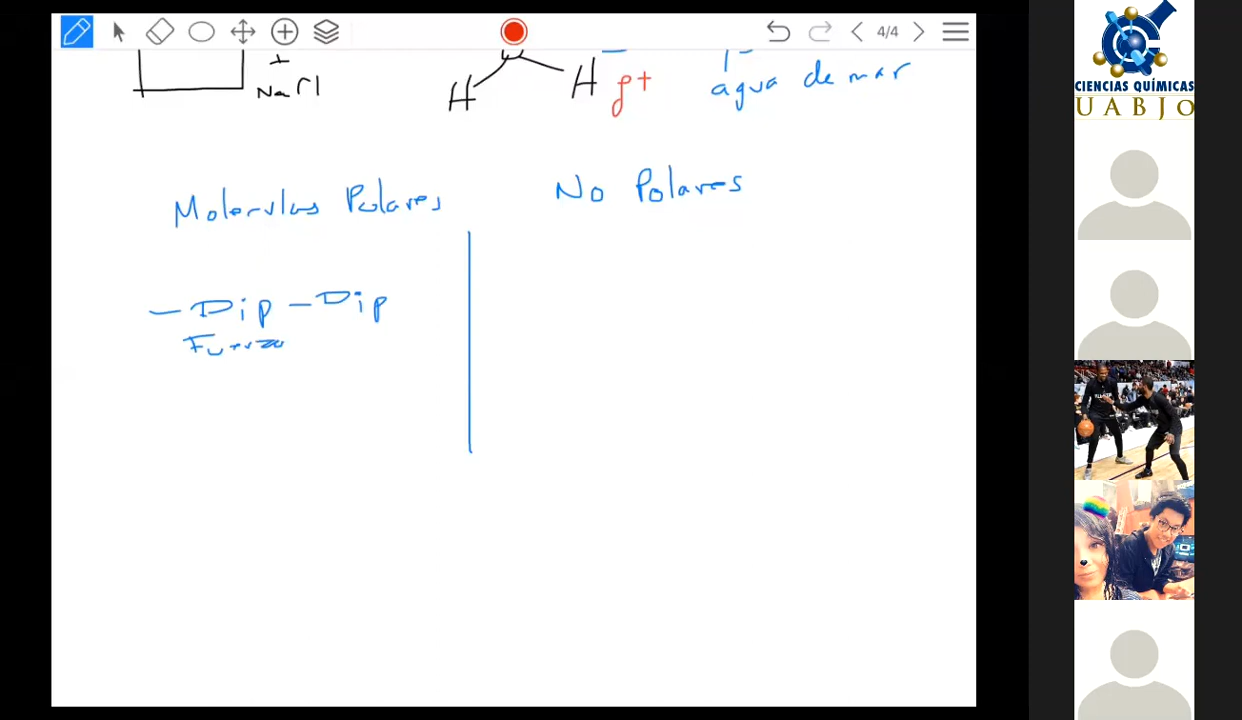 4/4
+
NaCl
H
H δ+
agua de mar
Moleculas Polares
No Polares
- Dip - Dip
Fuerza
CIENCIAS QUÍMICAS
UABJO